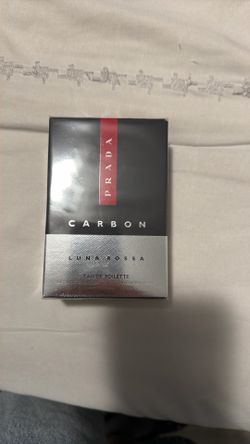 PRADA
CARBON
LUNA ROSSA
EAU DE TOILETTE